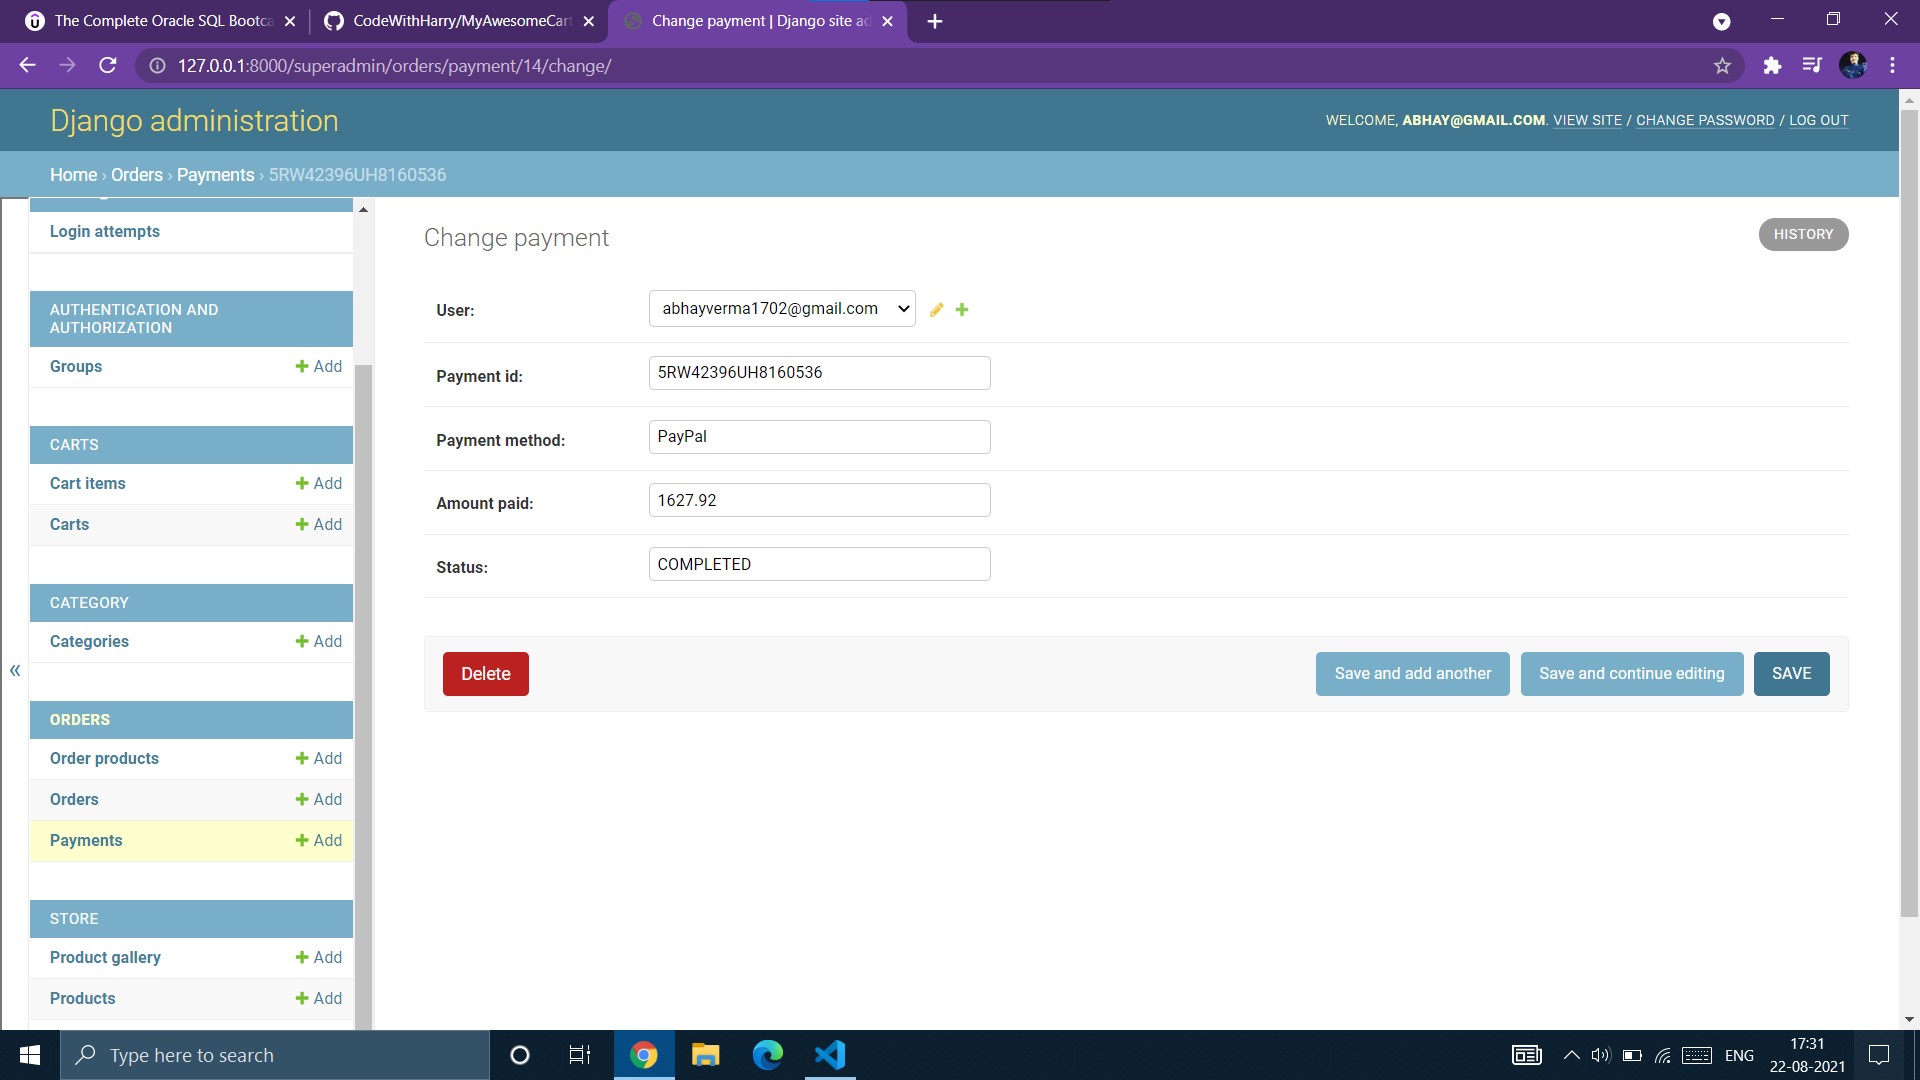 The Complete Oracle SQL Bootca
CodeWithHarry/MyAwesomeCart
Change payment | Django site ad
127.0.0.1:8000/superadmin/orders/payment/14/change/
Django administration
WELCOME, ABHAY@GMAIL.COM. VIEW SITE / CHANGE PASSWORD / LOG OUT
Home › Orders › Payments › 5RW42396UH8160536
Login attempts
AUTHENTICATION AND
AUTHORIZATION
Groups
Add
CARTS
Cart items
Add
Carts
Add
CATEGORY
Categories
Add
«
ORDERS
Order products
Add
Orders
Add
Payments
Add
STORE
Product gallery
Add
Products
Add
Change payment
HISTORY
User:
abhayverma1702@gmail.com
Payment id:
5RW42396UH8160536
Payment method:
PayPal
Amount paid:
1627.92
Status:
COMPLETED
Delete
Save and add another
Save and continue editing
SAVE
Type here to search
ENG
17:31
22-08-2021